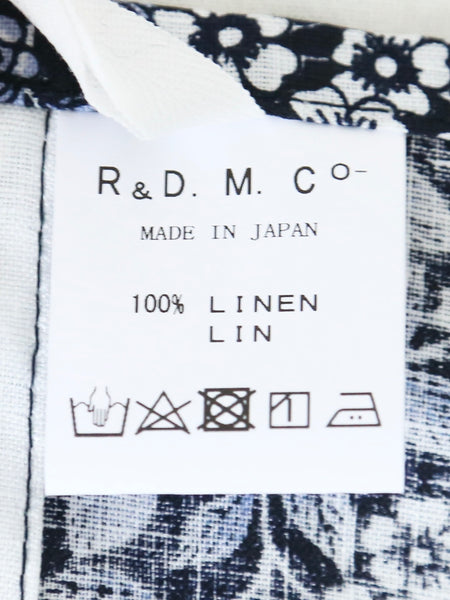 R & D. M. Co-
MADE IN JAPAN
100% LINEN
LIN